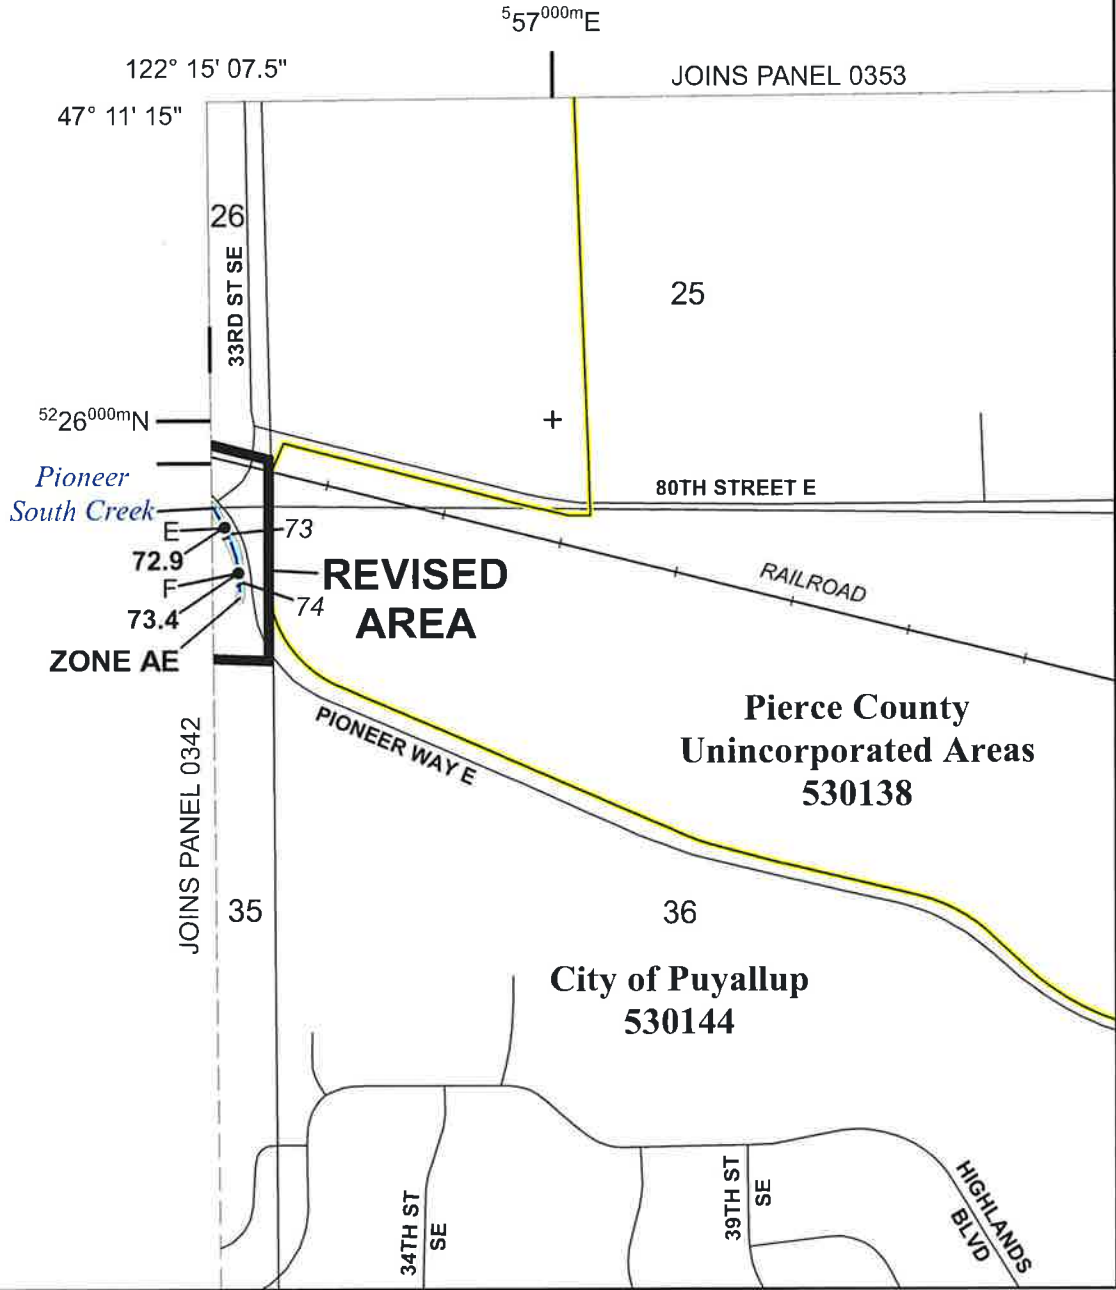 ⁵57⁰⁰⁰ᵐE
122° 15' 07.5"
JOINS PANEL 0353
47° 11' 15"
26
33RD ST SE
25
⁵²26⁰⁰⁰ᵐN
Pioneer
South Creek
80TH STREET E
E
73
72.9
F
73.4
74
ZONE AE
REVISED
AREA
RAILROAD
PIONEER WAY E
Pierce County
Unincorporated Areas
530138
JOINS PANEL 0342
35
36
City of Puyallup
530144
34TH ST
SE
39TH ST
SE
HIGHLANDS
BLVD